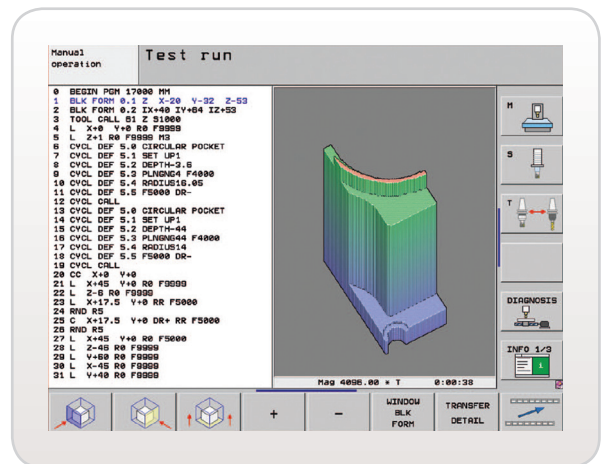 Manual
operation
Test run
0 BEGIN PGM 17000 MM
1 BLK FORM 0.1 Z X-20 Y-32 Z-53
2 BLK FORM 0.2 IX+40 IY+64 IZ+53
3 TOOL CALL 61 Z S1000
4 L X+0 Y+0 R0 F9999
5 L Z+1 R0 F9999 M3
6 CYCL DEF 5.0 CIRCULAR POCKET
7 CYCL DEF 5.1 SET UP1
8 CYCL DEF 5.2 DEPTH-3.6
9 CYCL DEF 5.3 PLNGNG4 F4000
10 CYCL DEF 5.4 RADIUS16.05
11 CYCL DEF 5.5 F5000 DR-
12 CYCL CALL
13 CYCL DEF 5.0 CIRCULAR POCKET
14 CYCL DEF 5.1 SET UP1
15 CYCL DEF 5.2 DEPTH-44
16 CYCL DEF 5.3 PLNGNG4 F4000
17 CYCL DEF 5.4 RADIUS14
18 CYCL DEF 5.5 F5000 DR-
19 CYCL CALL
20 CC X+0 Y+0
21 L X+45 Y+0 R0 F9999
22 L Z-6 R0 F9999
23 L X+17.5 Y+0 RR F5000
24 RND R5
25 C X+17.5 Y+0 DR+ RR F5000
26 RND R5
27 L X+45 Y+0 R0 F5000
28 L Z-46 R0 F9999
29 L Y+60 R0 F9999
30 L X-45 R0 F9999
31 L Y+40 R0 F9999
Mag 4096.00 * T 0:00:38
M
S
T
DIAGNOSIS
INFO 1/3
+
-
WINDOW
BLK
FORM
TRANSFER
DETAIL